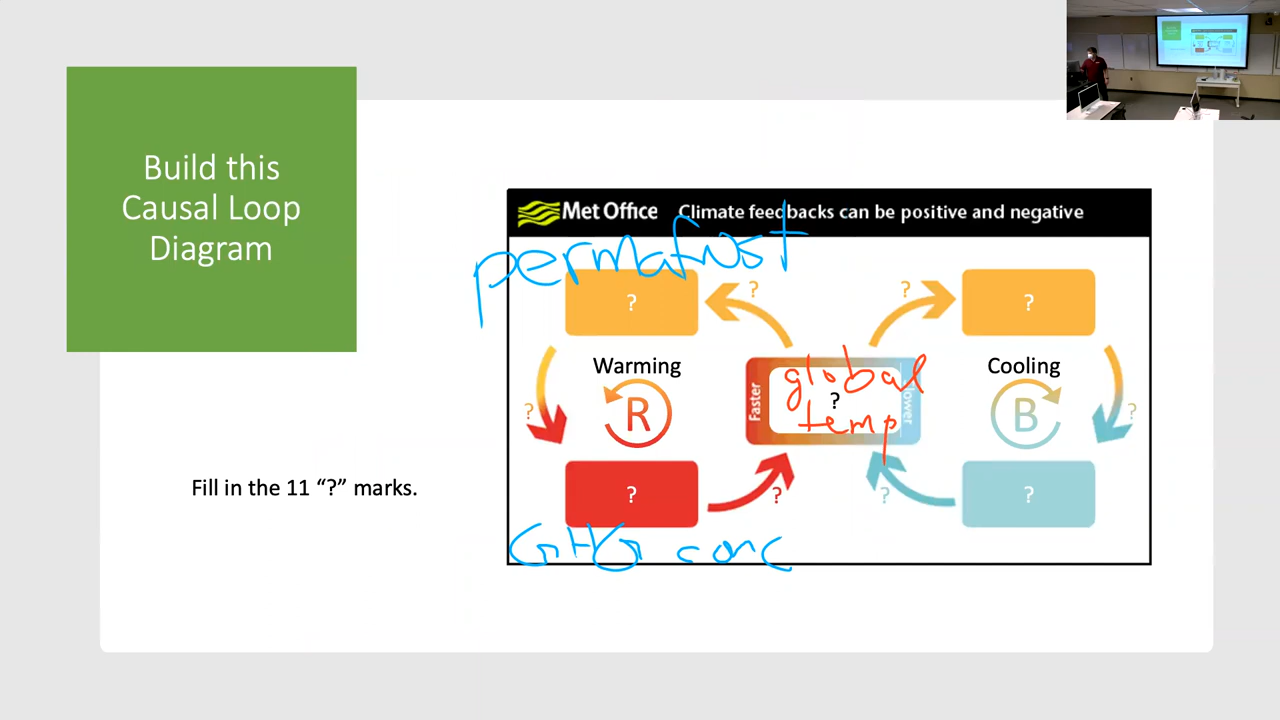 Build this
Causal Loop
Diagram
Fill in the 11 “?” marks.
Met Office Climate feedbacks can be positive and negative
permafrost
? ? ? ?
Warming
Cooling
Faster
global
?
temp
Slower
? R B ?
? ? ? ?
GHG conc